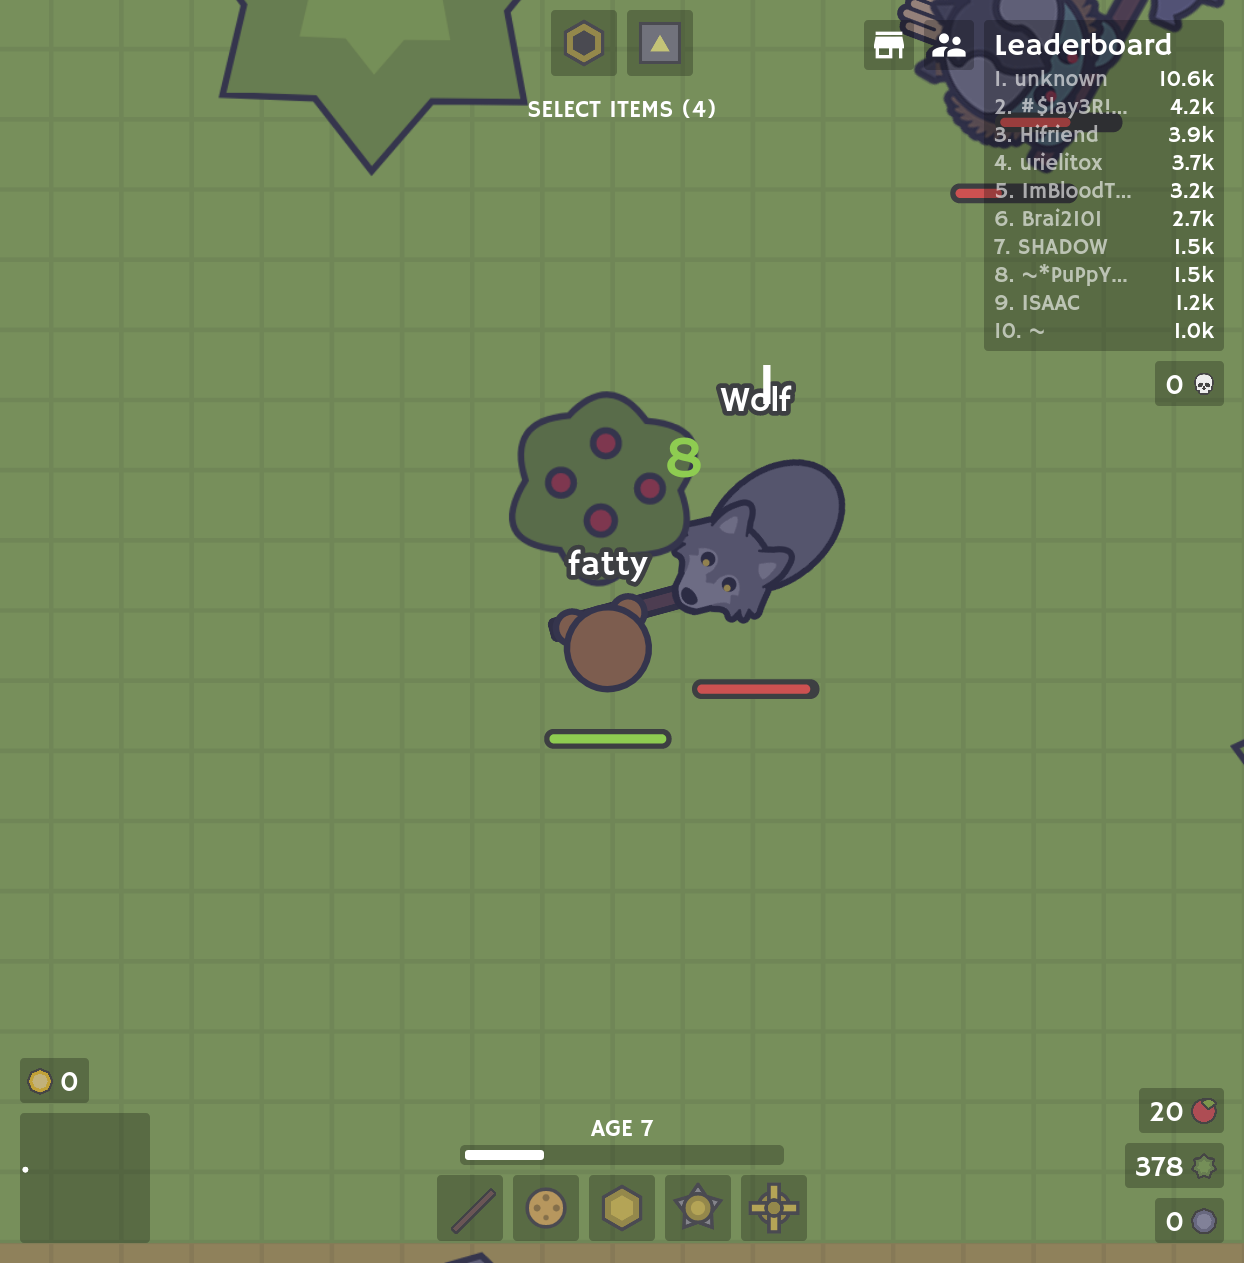 Leaderboard
1. unknown 10.6k
SELECT ITEMS (4)
2. #$lay3R!... 4.2k
3. Hifriend 3.9k
4. urielitox 3.7k
5. ImBloodT... 3.2k
6. Brai2101 2.7k
7. SHADOW 1.5k
8. ~*PuPpY... 1.5k
9. ISAAC 1.2k
10. ~ 1.0k
0
Wolf
8
fatty
0
20
AGE 7
378
0